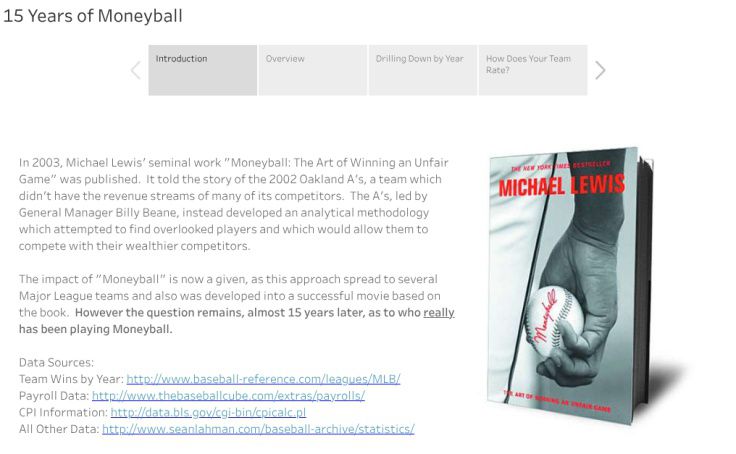 15 Years of Moneyball
Introduction
Overview
Drilling Down by Year
How Does Your Team
Rate?
In 2003, Michael Lewis' seminal work "Moneyball: The Art of Winning an Unfair
Game" was published.  It told the story of the 2002 Oakland A's, a team which
didn't have the revenue streams of many of its competitors.  The A's, led by
General Manager Billy Beane, instead developed an analytical methodology
which attempted to find overlooked players and which would allow them to
compete with their wealthier competitors.
The impact of "Moneyball" is now a given, as this approach spread to several
Major League teams and also was developed into a successful movie based on
the book.  However the question remains, almost 15 years later, as to who really
has been playing Moneyball.
Data Sources:
Team Wins by Year: http://www.baseball-reference.com/leagues/MLB/
Payroll Data: http://www.thebaseballcube.com/extras/payrolls/
CPI Information: http://data.bls.gov/cgi-bin/cpicalc.pl
All Other Data: http://www.seanlahman.com/baseball-archive/statistics/
THE NEW YORK TIMES BESTSELLER
MICHAEL LEWIS
Moneyball
THE ART OF WINNING AN UNFAIR GAME